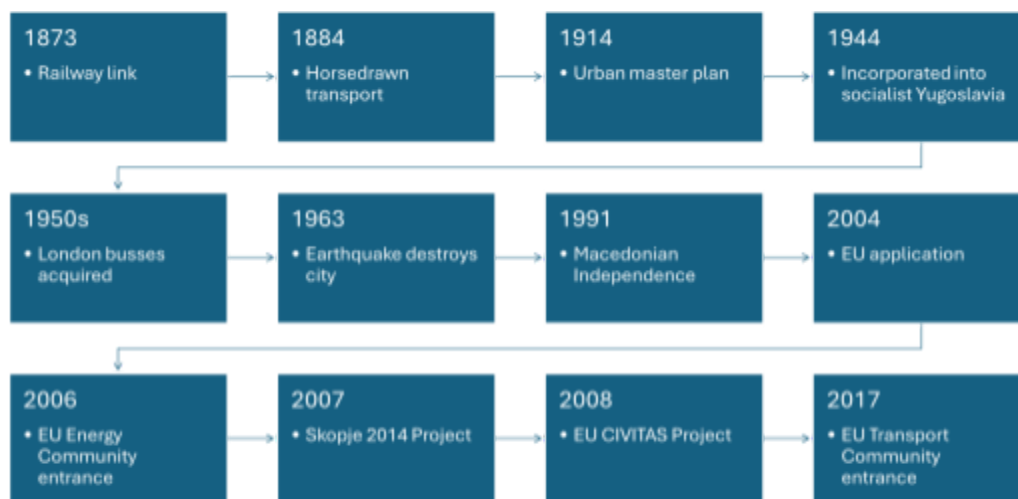 1873
• Railway link
1884
• Horsedrawn
transport
1914
• Urban master plan
1944
• Incorporated into
socialist Yugoslavia
1950s
• London busses
acquired
1963
• Earthquake destroys
city
1991
• Macedonian
Independence
2004
• EU application
2006
• EU Energy
Community
entrance
2007
• Skopje 2014 Project
2008
• EU CIVITAS Project
2017
• EU Transport
Community
entrance